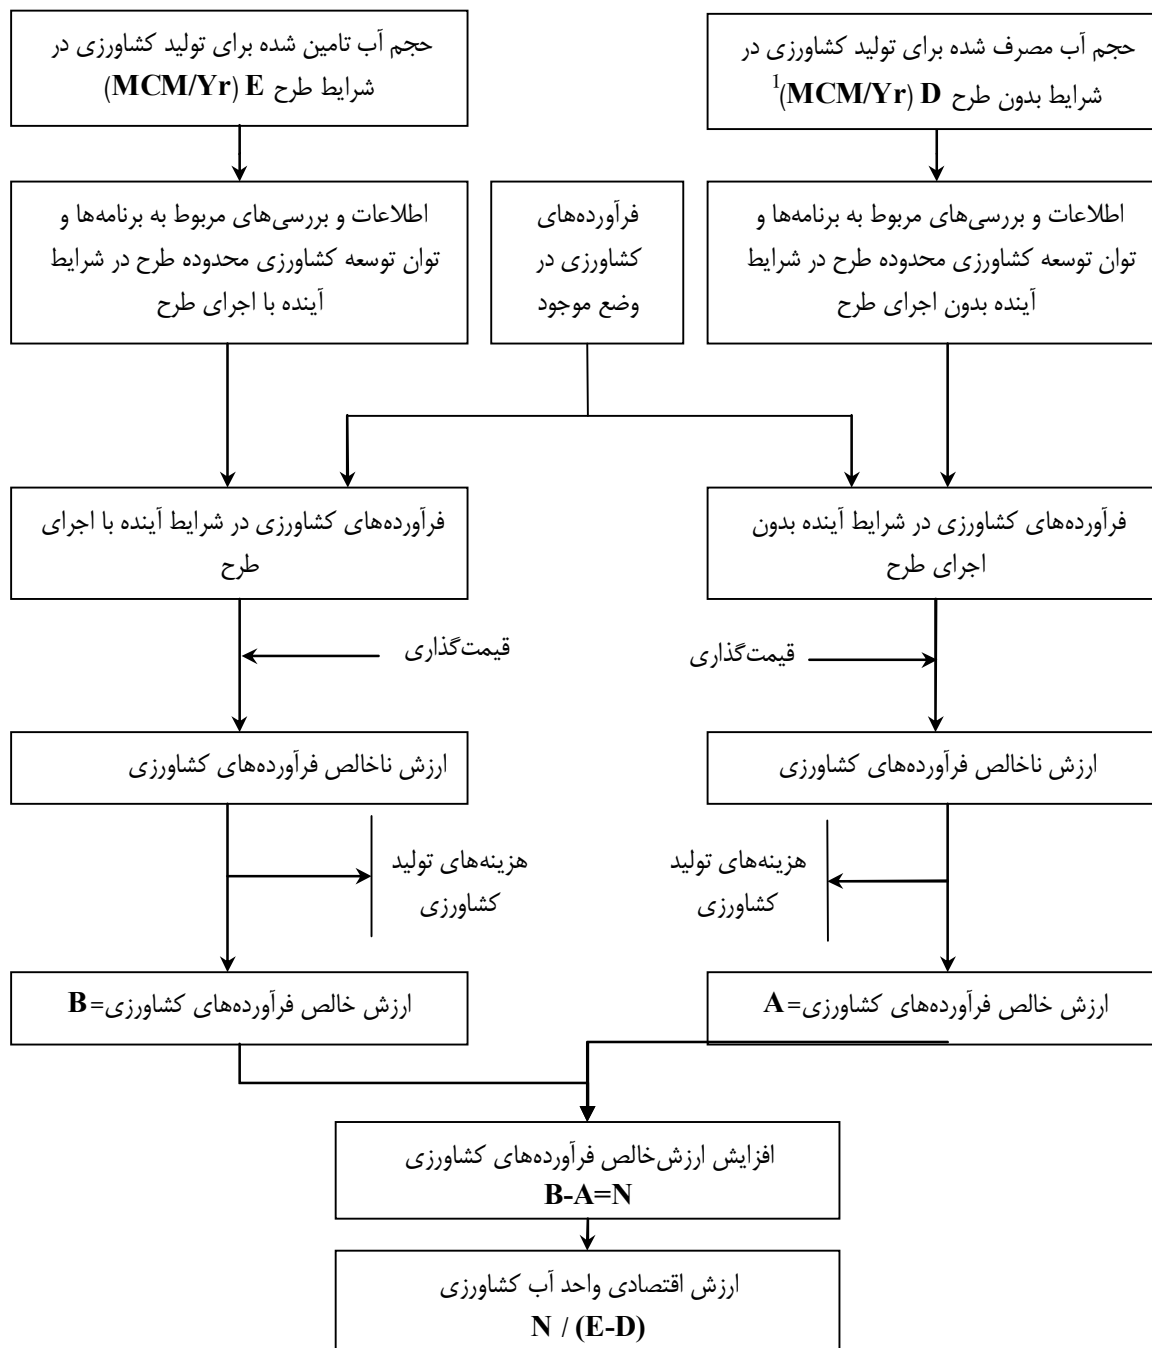 حجم آب مصرف شده برای تولید کشاورزی در
شرایط بدون طرح D (MCM/Yr)1
حجم آب تامین شده برای تولید کشاورزی در
شرایط طرح E (MCM/Yr)
اطلاعات و بررسی‌های مربوط به برنامه‌ها و
توان توسعه کشاورزی محدوده طرح در شرایط
آینده بدون اجرای طرح
فرآورده‌های
کشاورزی در
وضع موجود
اطلاعات و بررسی‌های مربوط به برنامه‌ها و
توان توسعه کشاورزی محدوده طرح در شرایط
آینده با اجرای طرح
فرآورده‌های کشاورزی در شرایط آینده بدون
اجرای طرح
فرآورده‌های کشاورزی در شرایط آینده با اجرای
طرح
قیمت‌گذاری
قیمت‌گذاری
ارزش ناخالص فرآورده‌های کشاورزی
ارزش ناخالص فرآورده‌های کشاورزی
هزینه‌های تولید
کشاورزی
هزینه‌های تولید
کشاورزی
ارزش خالص فرآورده‌های کشاورزی=A
ارزش خالص فرآورده‌های کشاورزی=B
افزایش ارزش‌خالص فرآورده‌های کشاورزی
B-A=N
ارزش اقتصادی واحد آب کشاورزی
N / (E-D)